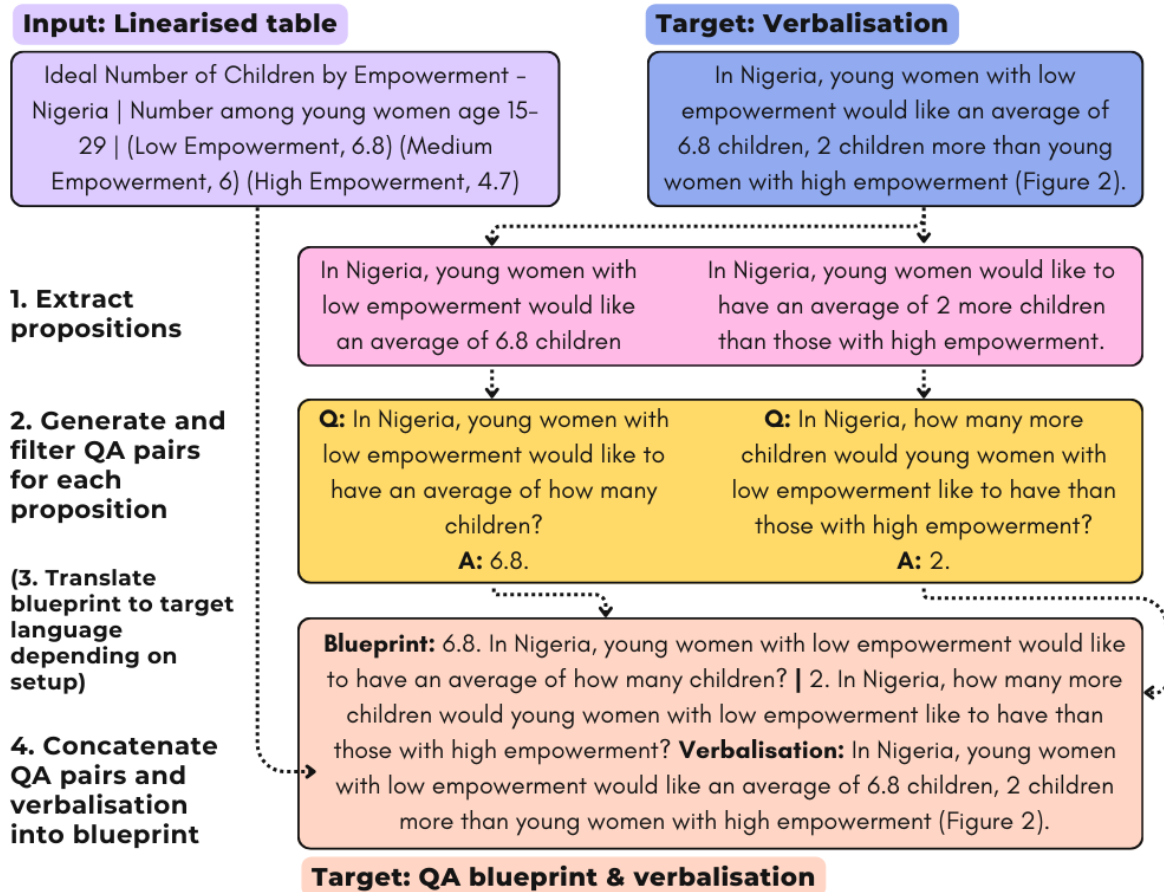 Input: Linearised table
Target: Verbalisation
Ideal Number of Children by Empowerment -
Nigeria | Number among young women age 15-
29 | (Low Empowerment, 6.8) (Medium
Empowerment, 6) (High Empowerment, 4.7)
In Nigeria, young women with low
empowerment would like an average of
6.8 children, 2 children more than young
women with high empowerment (Figure 2).
1. Extract
propositions
In Nigeria, young women with
low empowerment would like
an average of 6.8 children
In Nigeria, young women would like to
have an average of 2 more children
than those with high empowerment.
2. Generate and
filter QA pairs
for each
proposition
Q: In Nigeria, young women with
low empowerment would like to
have an average of how many
children?
A: 6.8.
Q: In Nigeria, how many more
children would young women with
low empowerment like to have than
those with high empowerment?
A: 2.
(3. Translate
blueprint to target
language
depending on
setup)
4. Concatenate
QA pairs and
verbalisation
into blueprint
Blueprint: 6.8. In Nigeria, young women with low empowerment would like
to have an average of how many children? | 2. In Nigeria, how many more
children would young women with low empowerment like to have than
those with high empowerment? Verbalisation: In Nigeria, young women
with low empowerment would like an average of 6.8 children, 2 children
more than young women with high empowerment (Figure 2).
Target: QA blueprint & verbalisation